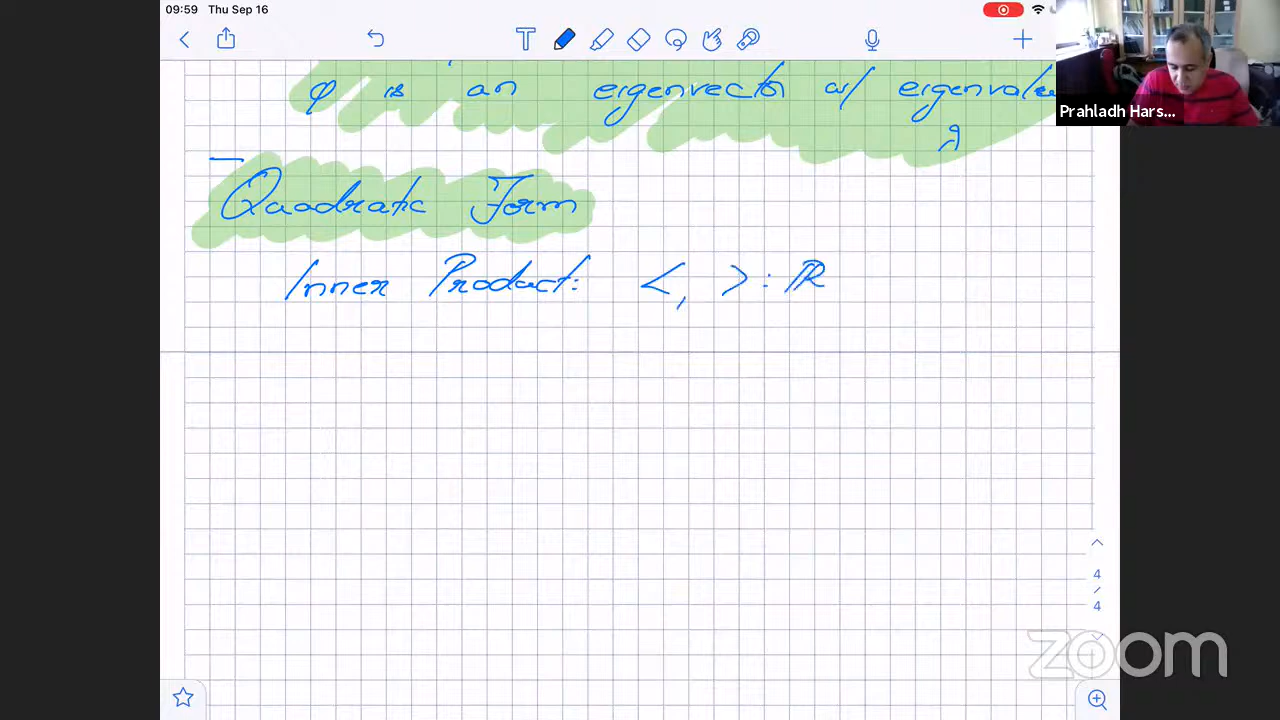 09:59 Thu Sep 16
φ is an eigenvector w/ eigenvalue
λ
Prahladh Hars...
Quadratic Form
Inner Product: < , > : ℝ
4
4
zoom